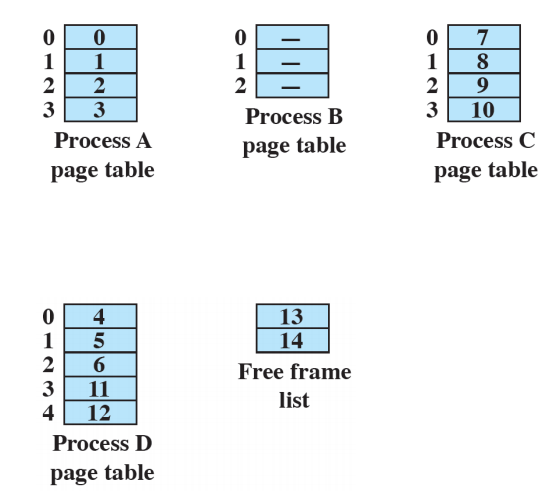 0 0
1 1
2 2
3 3
Process A
page table
0 —
1 —
2 —
Process B
page table
0 7
1 8
2 9
3 10
Process C
page table
0 4
1 5
2 6
3 11
4 12
Process D
page table
13
14
Free frame
list